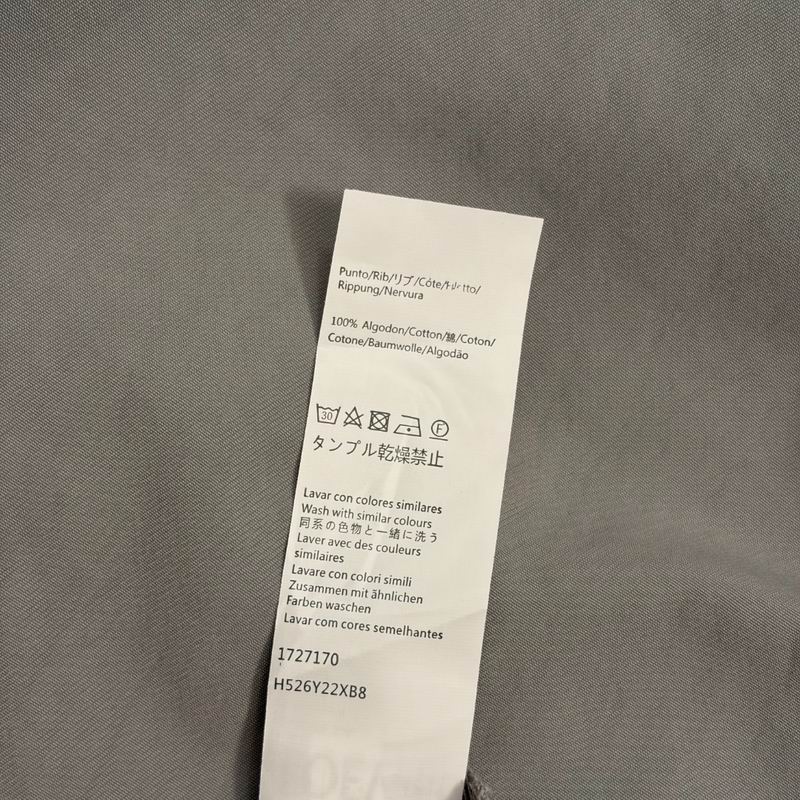 Punto/Rib/リブ/Côte/
Rippung/Nervura
100% Algodon/Cotton/綿/Coton/
Cotone/Baumwolle/Algodão
30
F
タンブル乾燥禁止
Lavar con colores similares
Wash with similar colours
同系の色物と一緒に洗う
Laver avec des couleurs
similaires
Lavare con colori simili
Zusammen mit ãhnlichen
Farben waschen
Lavar com cores semelhantes
1727170
H526Y22XB8